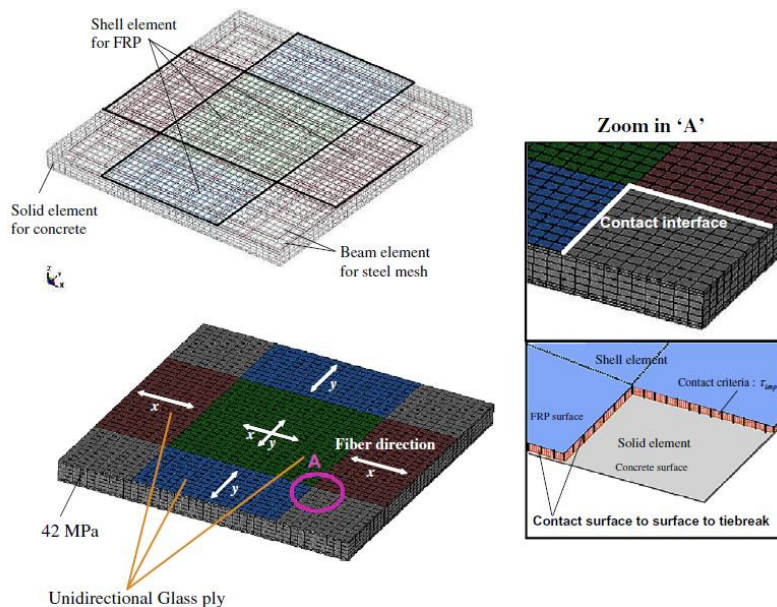 Shell element
for FRP
Solid element
for concrete
Beam element
for steel mesh
Zoom in ‘A’
Contact interface
Shell element
Contact criteria : τimp
FRP surface
Solid element
Concrete surface
Contact surface to surface to tiebreak
y
x
x
y
Fiber direction
A
x
y
42 MPa
Unidirectional Glass ply